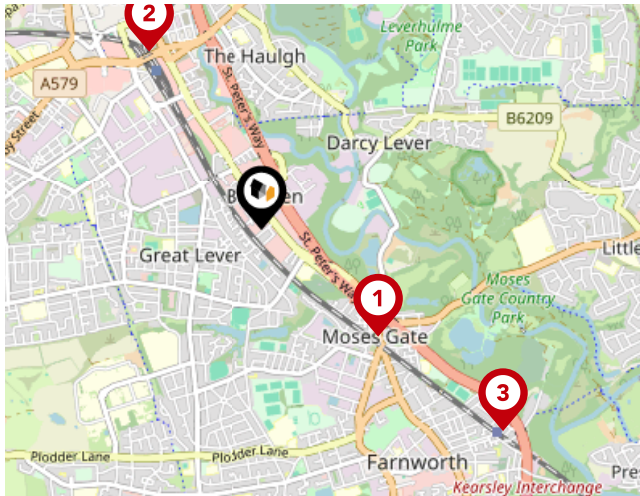 2
Leverhulme
Park
The Haulgh
A579
St. Peter's Way
B6209
Darcy Lever
Great Lever
St. Peter's Way
Little
1
Moses
Gate Country
Park
Moses Gate
3
Plodder Lane
Plodder Lane
Farnworth
Pre
Kearsley Interchange